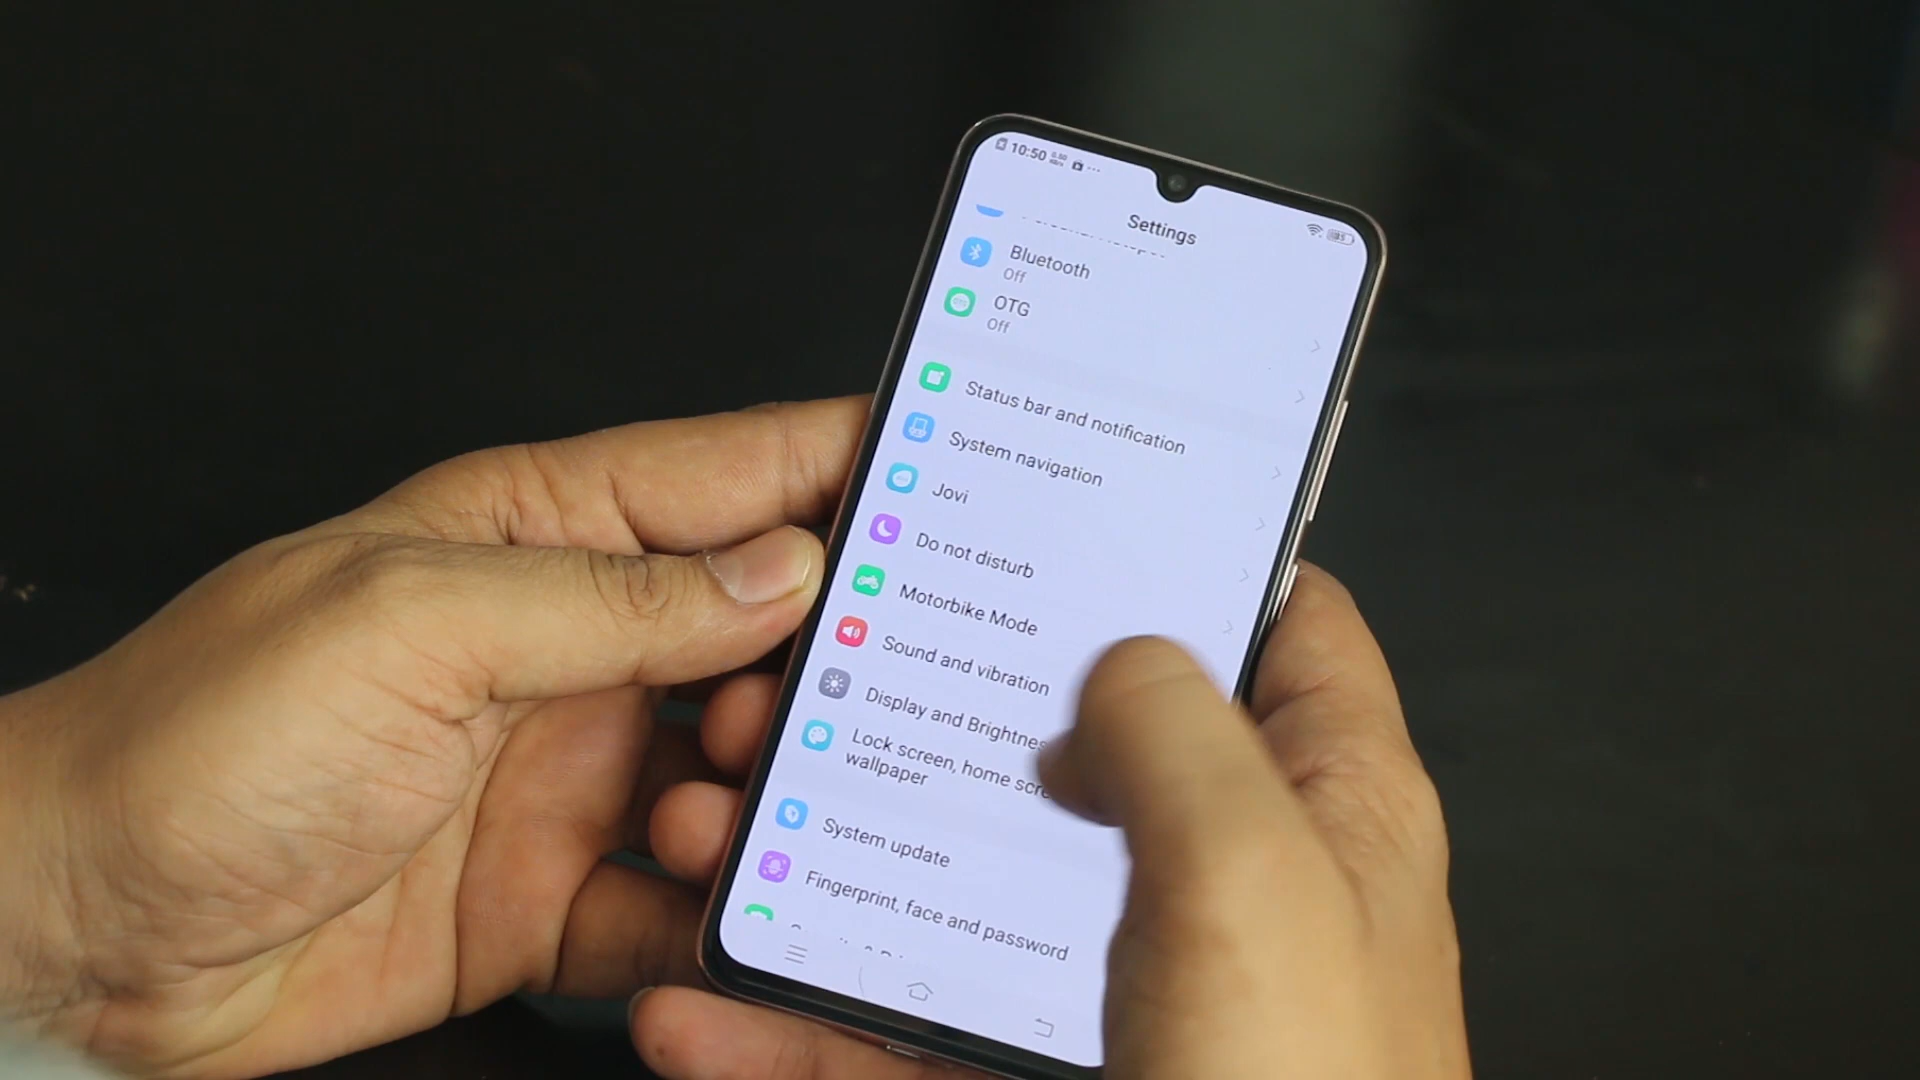 10:50
Settings
Bluetooth
Off
OTG
Off
Status bar and notification
System navigation
Jovi
Do not disturb
Motorbike Mode
Sound and vibration
Display and Brightnes
Lock screen, home scre
wallpaper
System update
Fingerprint, face and password